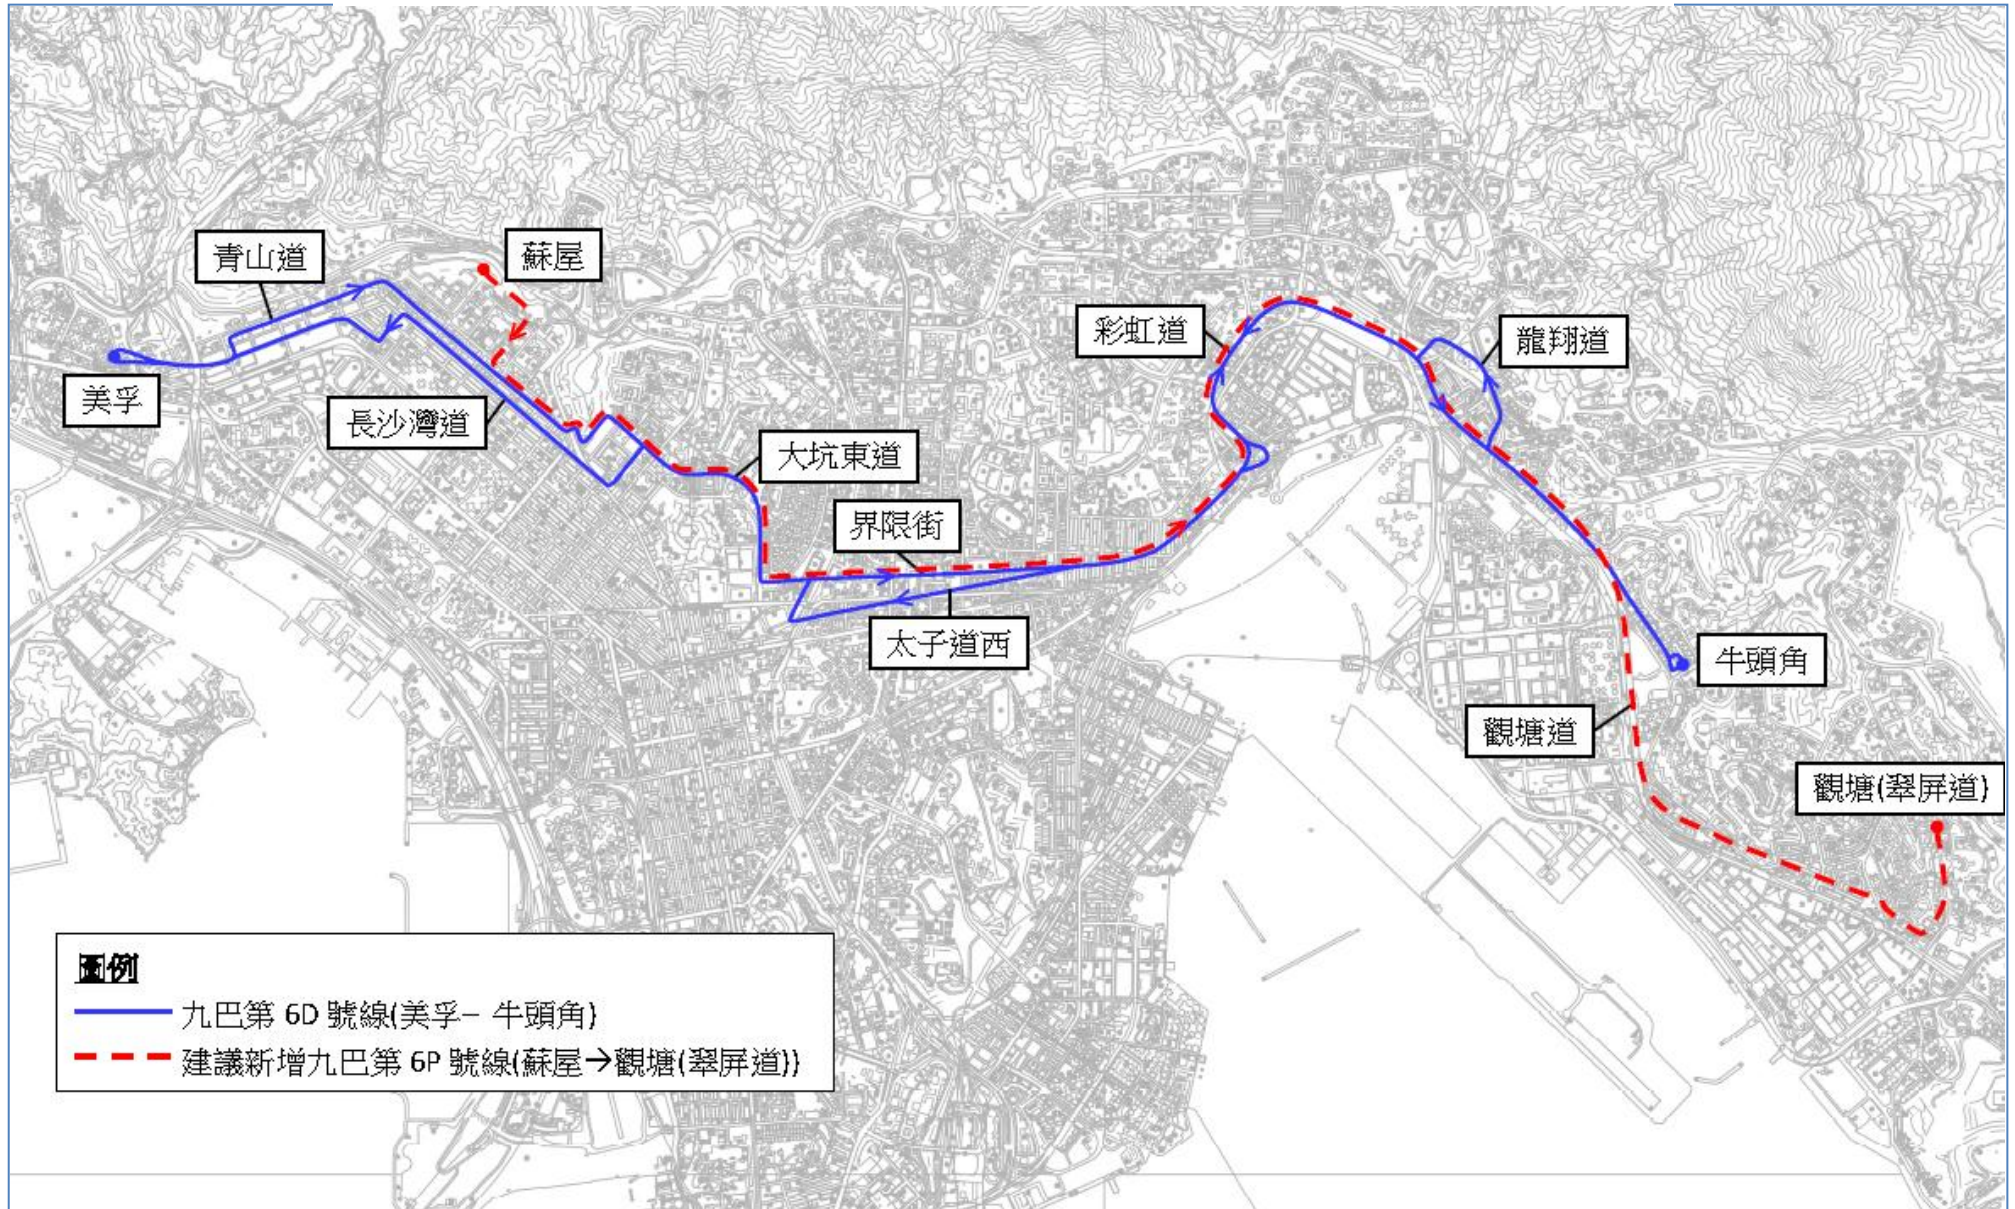 青山道
蘇屋
美孚
長沙灣道
大坑東道
界限街
太子道西
彩虹道
龍翔道
牛頭角
觀塘道
觀塘(翠屏道)
圖例
九巴第 6D 號線(美孚– 牛頭角)
建議新增九巴第 6P 號線(蘇屋→觀塘(翠屏道))